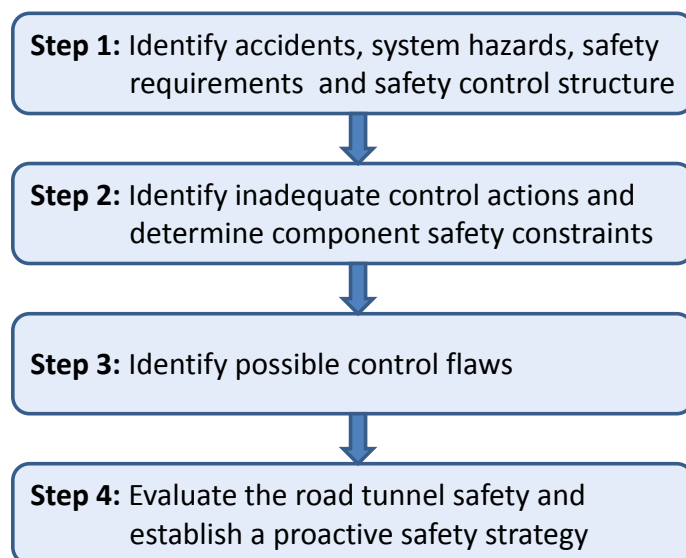 Step 1: Identify accidents, system hazards, safety
requirements and safety control structure
Step 2: Identify inadequate control actions and
determine component safety constraints
Step 3: Identify possible control flaws
Step 4: Evaluate the road tunnel safety and
establish a proactive safety strategy